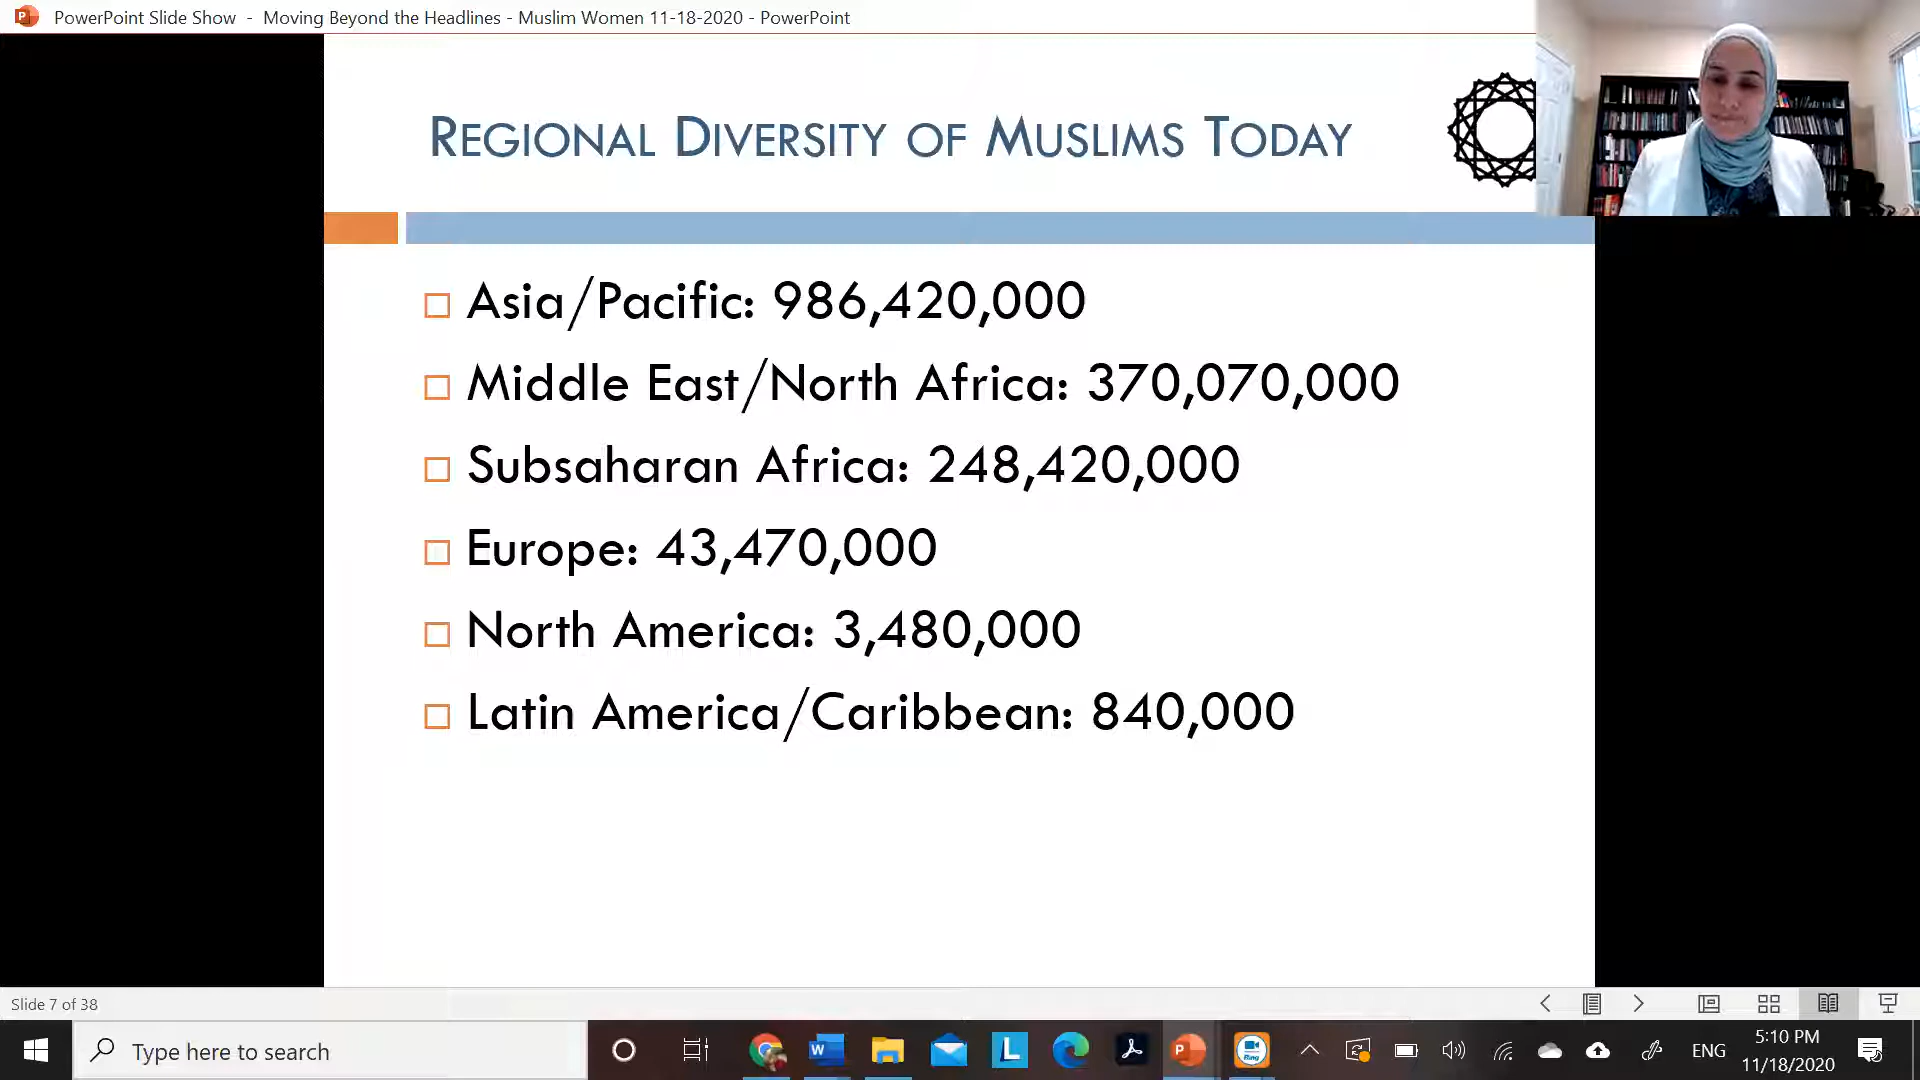 PowerPoint Slide Show - Moving Beyond the Headlines - Muslim Women 11-18-2020 - PowerPoint
REGIONAL DIVERSITY OF MUSLIMS TODAY
Asia/Pacific: 986,420,000
Middle East/North Africa: 370,070,000
Subsaharan Africa: 248,420,000
Europe: 43,470,000
North America: 3,480,000
Latin America/Caribbean: 840,000
Slide 7 of 38
Type here to search
W
L
P
Ring
ENG
5:10 PM
11/18/2020